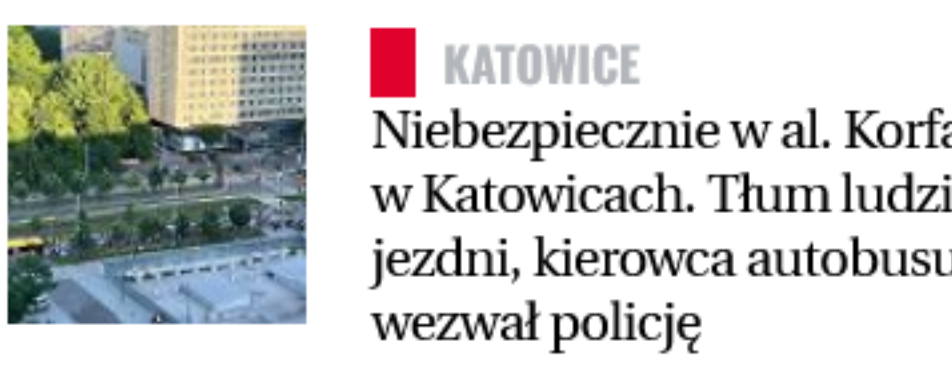 KATOWICE
Niebezpiecznie w al. Korfa
w Katowicach. Tłum ludzi
jezdni, kierowca autobusu
wezwał policję